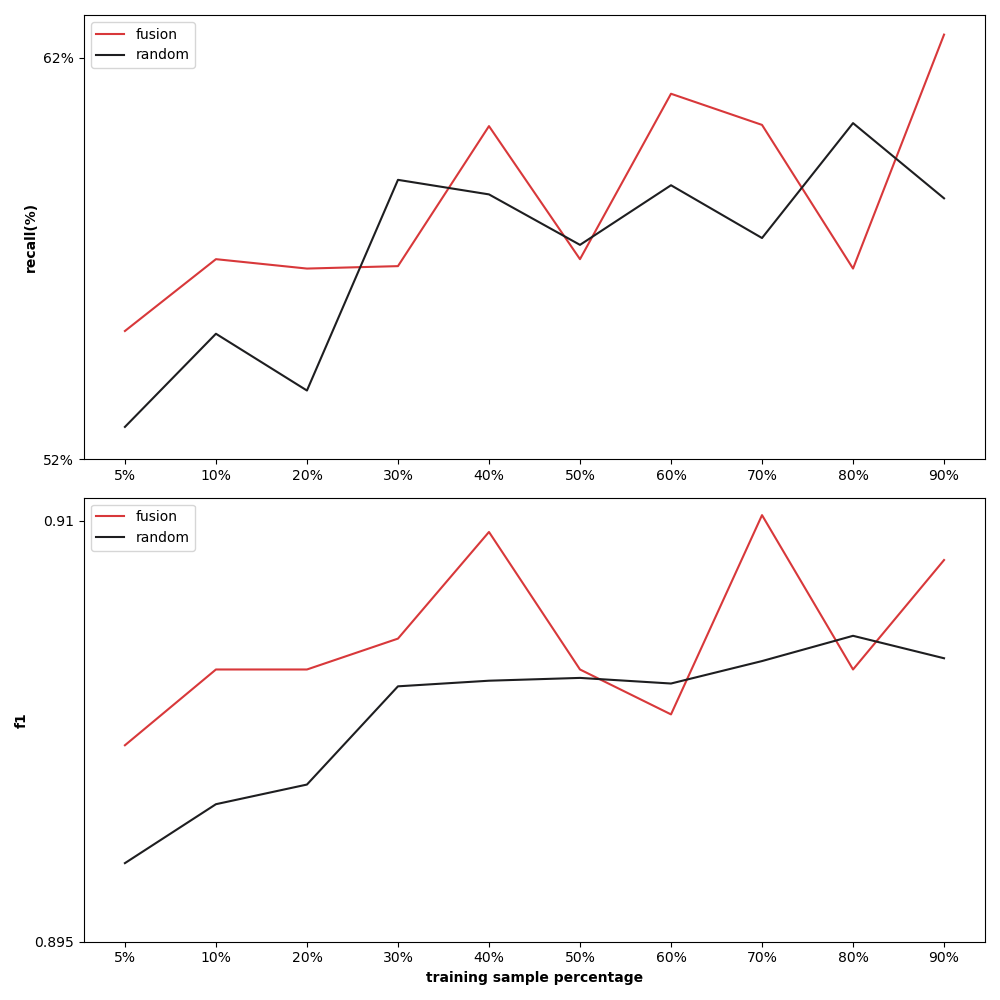 fusion
random
62%
recall(%)
52%
5% 10% 20% 30% 40% 50% 60% 70% 80% 90%
fusion
random
0.91
f1
0.895
5% 10% 20% 30% 40% 50% 60% 70% 80% 90%
training sample percentage